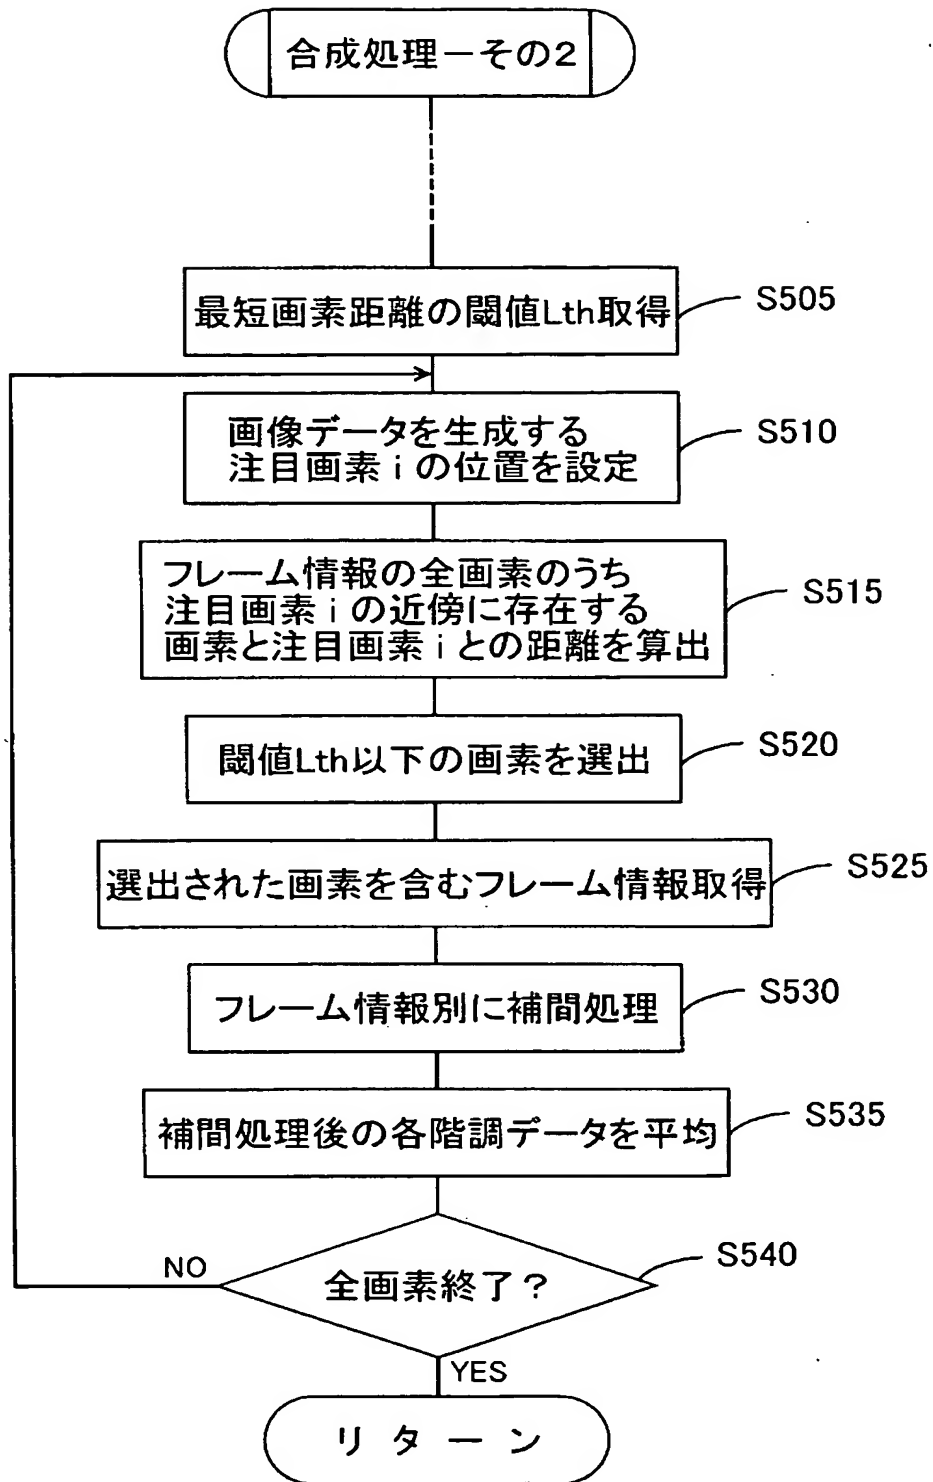 合成処理－その2
最短画素距離の閾値Lth取得
S505
画像データを生成する
注目画素 i の位置を設定
S510
フレーム情報の全画素のうち
注目画素 i の近傍に存在する
画素と注目画素 i との距離を算出
S515
閾値Lth以下の画素を選出
S520
選出された画素を含むフレーム情報取得
S525
フレーム情報別に補間処理
S530
補間処理後の各階調データを平均
S535
全画素終了？
S540
NO
YES
リターン